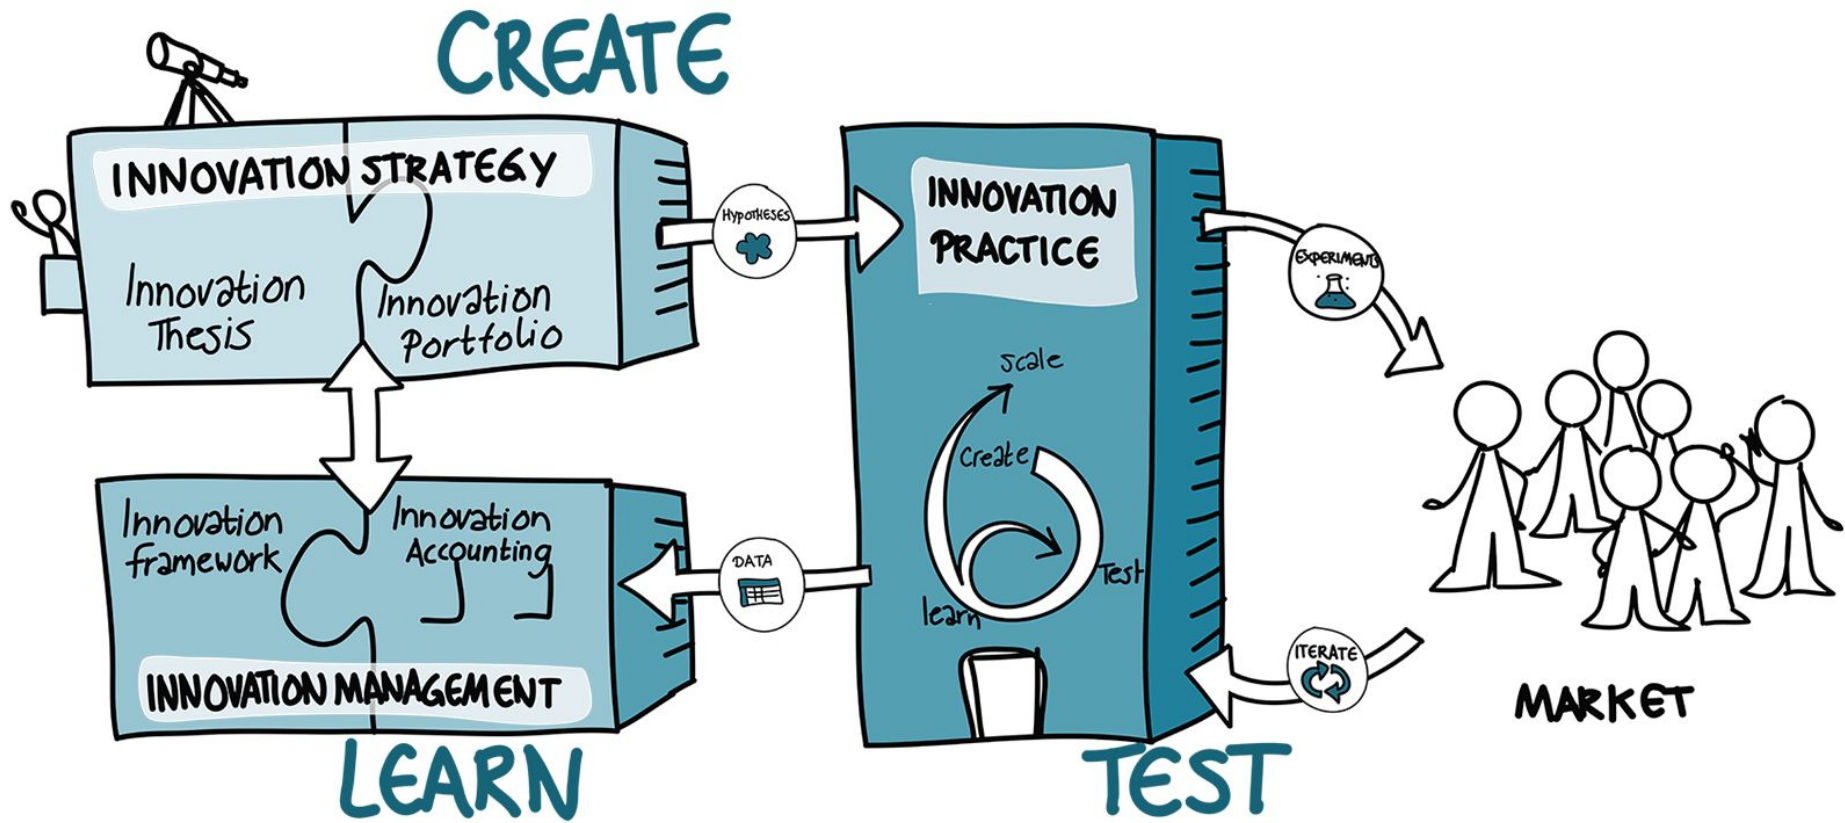 CREATE
INNOVATION STRATEGY
Innovation
Thesis
Innovation
Portfolio
HYPOTHESES
INNOVATION
PRACTICE
EXPERIMENTS
scale
Create
Test
learn
Innovation
framework
Innovation
Accounting
DATA
INNOVATION MANAGEMENT
ITERATE
MARKET
LEARN
TEST